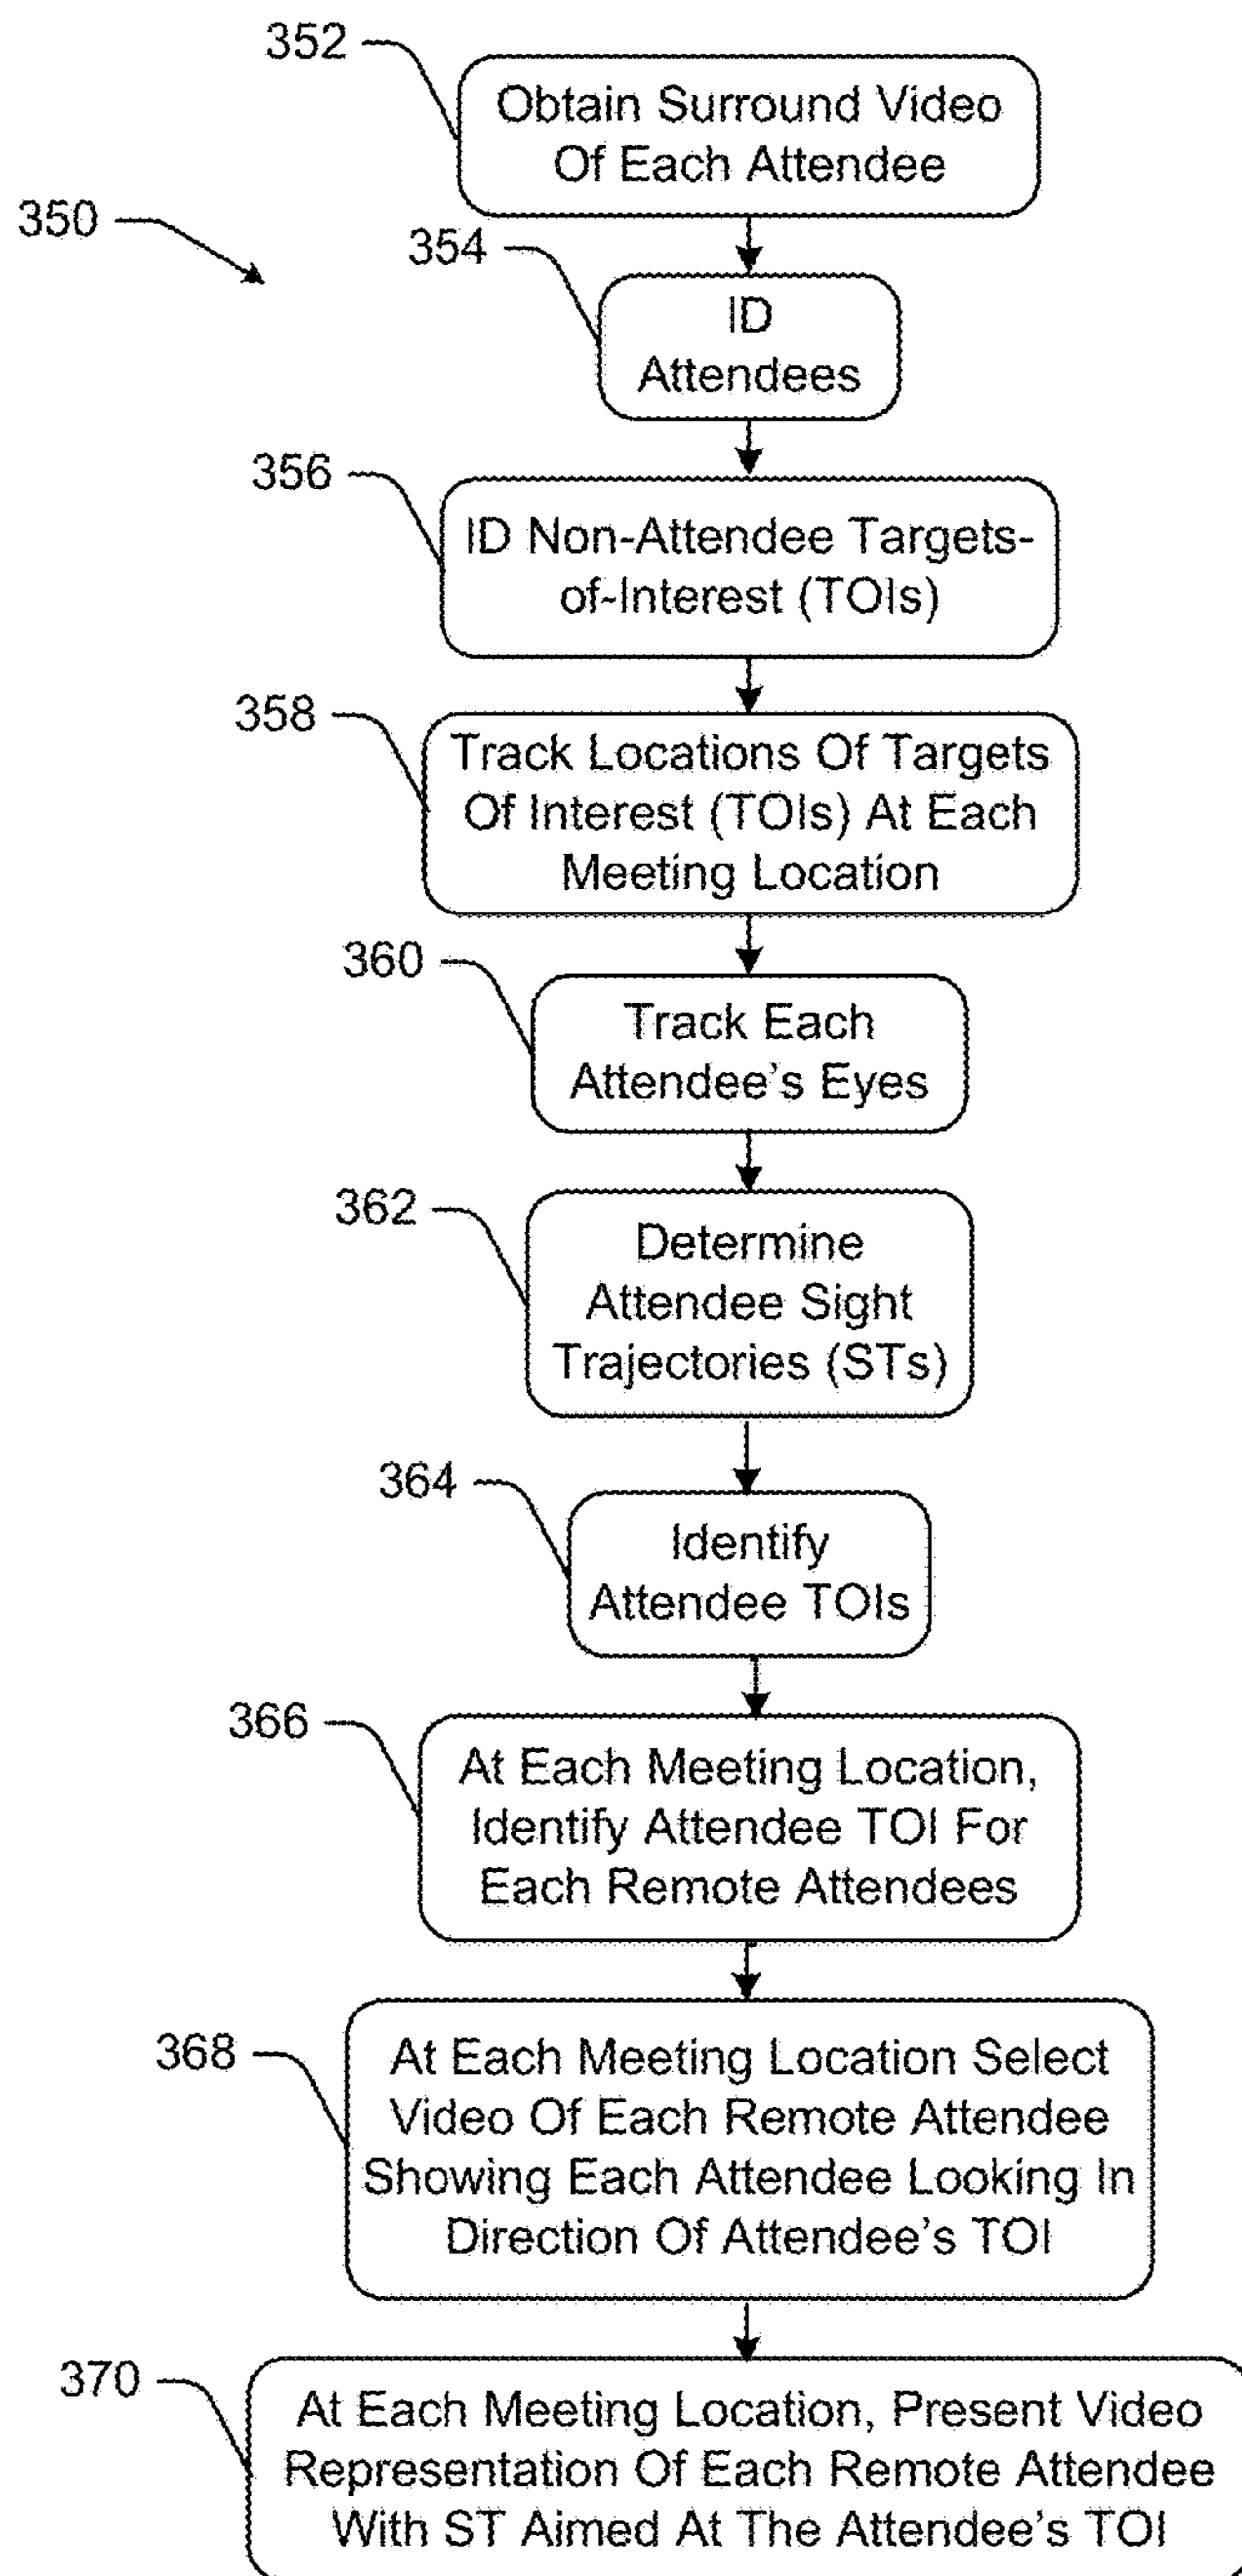 352
Obtain Surround Video
Of Each Attendee
350
354
ID
Attendees
356
ID Non-Attendee Targets-
of-Interest (TOIs)
358
Track Locations Of Targets
Of Interest (TOIs) At Each
Meeting Location
360
Track Each
Attendee's Eyes
362
Determine
Attendee Sight
Trajectories (STs)
364
Identify
Attendee TOIs
366
At Each Meeting Location,
Identify Attendee TOI For
Each Remote Attendees
368
At Each Meeting Location Select
Video Of Each Remote Attendee
Showing Each Attendee Looking In
Direction Of Attendee's TOI
370
At Each Meeting Location, Present Video
Representation Of Each Remote Attendee
With ST Aimed At The Attendee's TOI